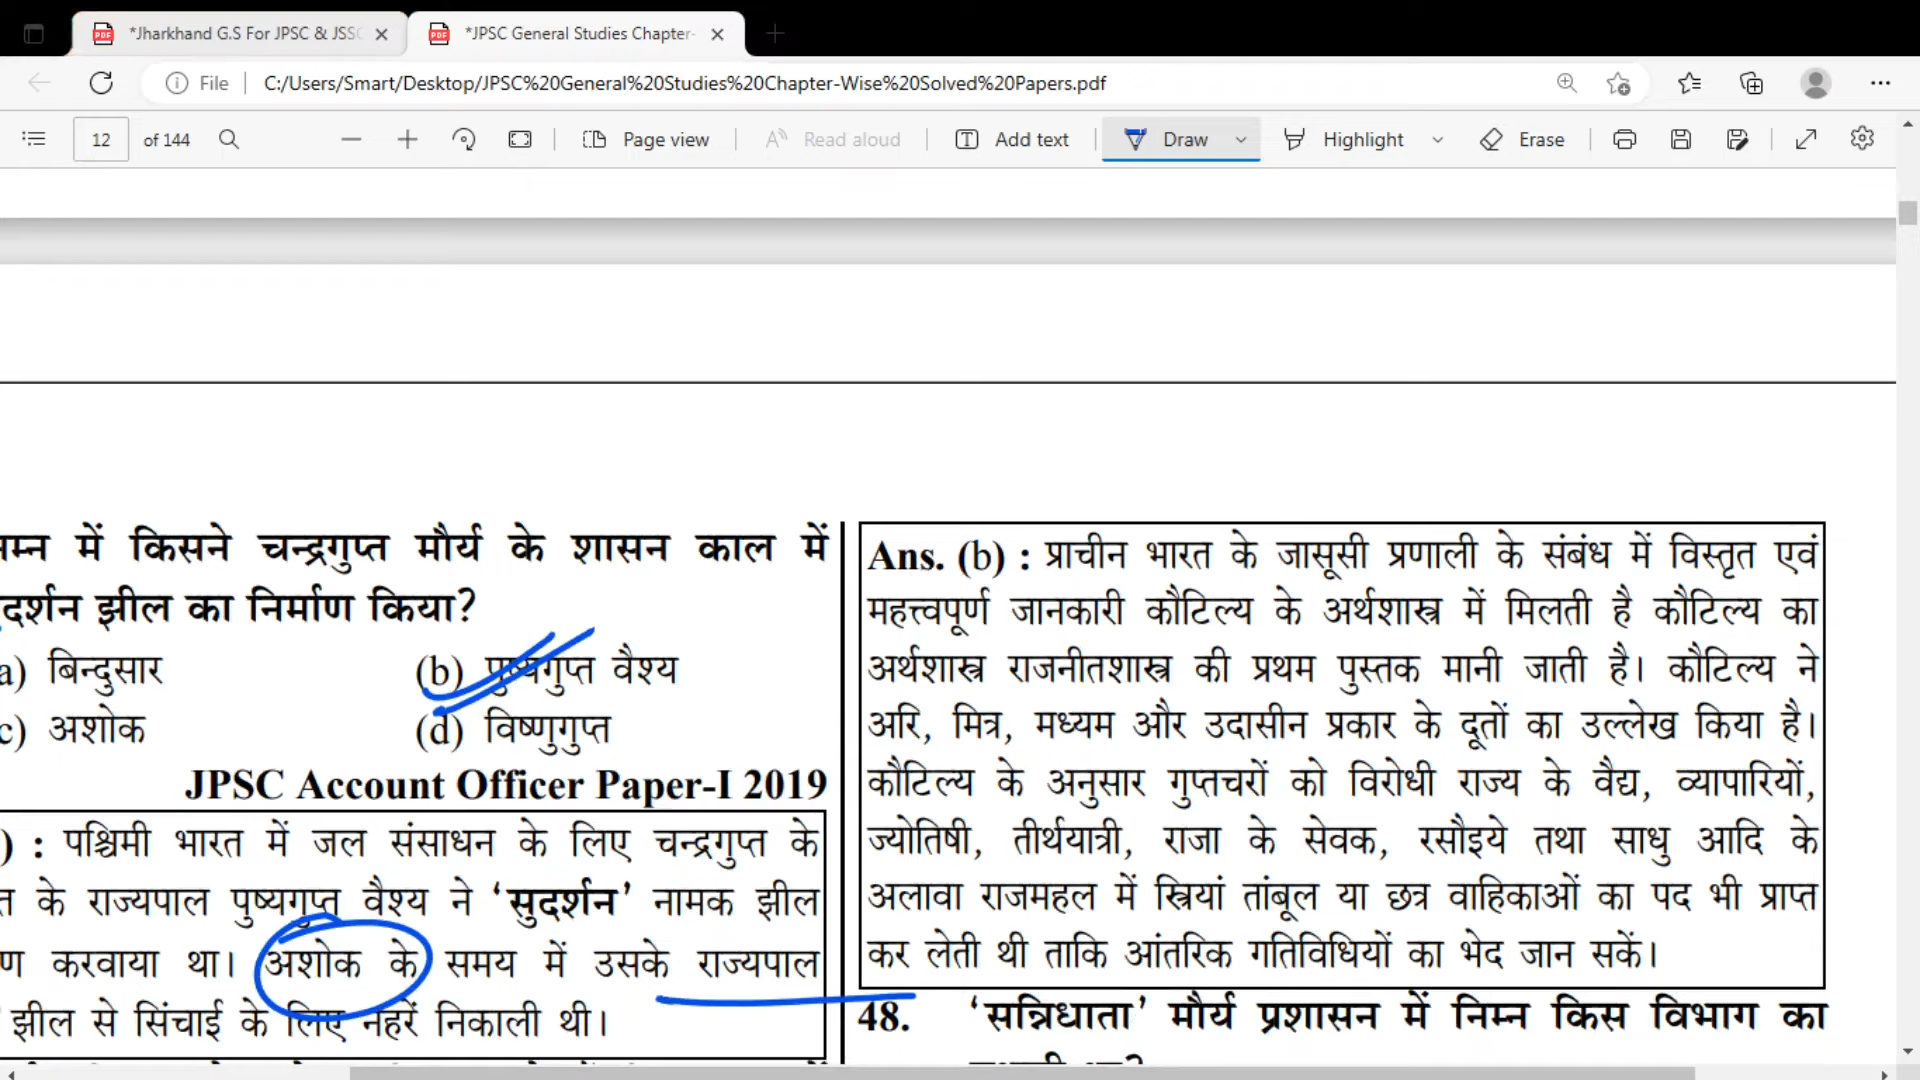 *Jharkhand G.S For JPSC & JSSC
*JPSC General Studies Chapter-
File
C:/Users/Smart/Desktop/JPSC%20General%20Studies%20Chapter-Wise%20Solved%20Papers.pdf
12 of 144
Page view
Read aloud
Add text
Draw
Highlight
Erase
में किसने चन्द्रगुप्त मौर्य के शासन काल में
झील का निर्माण किया?
a) बिन्दुसार (b) पुष्यगुप्त वैश्य
c) अशोक (d) विष्णुगुप्त
JPSC Account Officer Paper-I 2019
) : पश्चिमी भारत में जल संसाधन के लिए चन्द्रगुप्त के
के राज्यपाल पुष्यगुप्त वैश्य ने ‘सुदर्शन’ नामक झील
करवाया था। अशोक के समय में उसके राज्यपाल
झील से सिंचाई के लिए नहरें निकाली थी।
Ans. (b) : प्राचीन भारत के जासूसी प्रणाली के संबंध में विस्तृत एवं
महत्त्वपूर्ण जानकारी कौटिल्य के अर्थशास्त्र में मिलती है कौटिल्य का
अर्थशास्त्र राजनीतशास्त्र की प्रथम पुस्तक मानी जाती है। कौटिल्य ने
अरि, मित्र, मध्यम और उदासीन प्रकार के दूतों का उल्लेख किया है।
कौटिल्य के अनुसार गुप्तचरों को विरोधी राज्य के वैद्य, व्यापारियों,
ज्योतिषी, तीर्थयात्री, राजा के सेवक, रसौइये तथा साधु आदि के
अलावा राजमहल में स्त्रियां तांबूल या छत्र वाहिकाओं का पद भी प्राप्त
कर लेती थी ताकि आंतरिक गतिविधियों का भेद जान सकें।
48. ‘सन्निधाता’ मौर्य प्रशासन में निम्न किस विभाग का